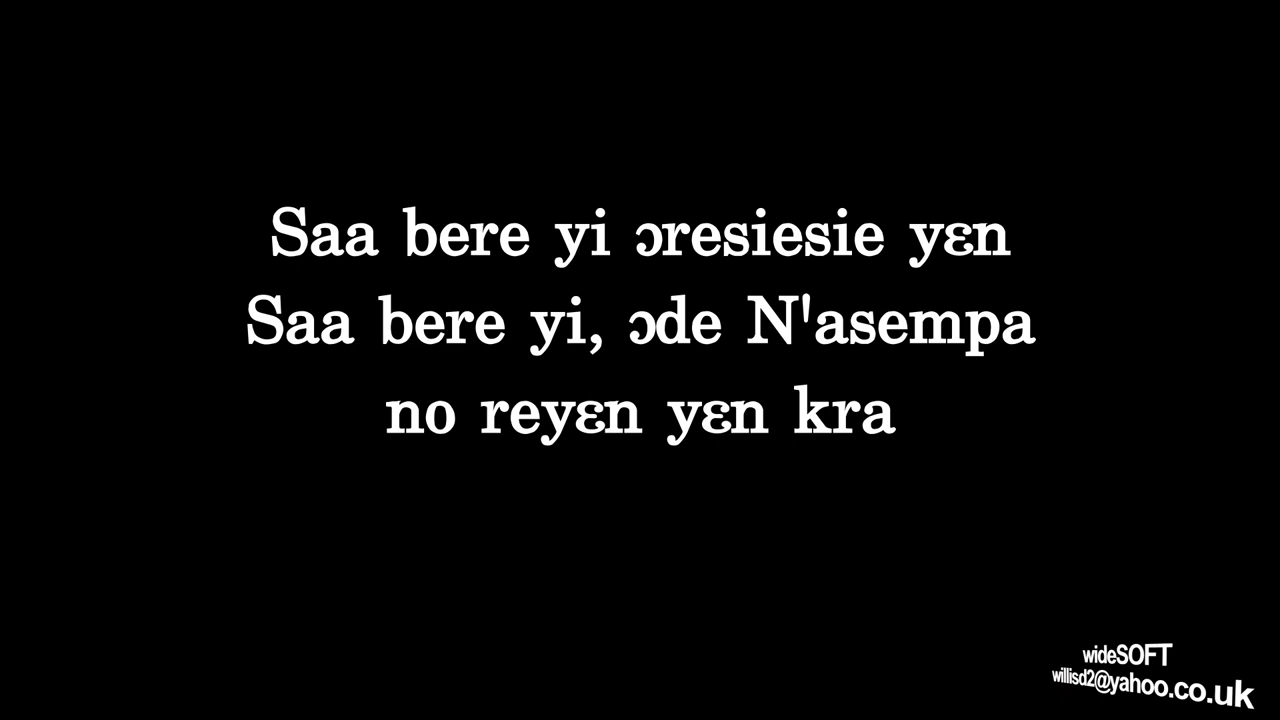 Saa bere yi ɔresiesie yɛn
Saa bere yi, ɔde N'asempa
no reyɛn yɛn kra
wideSOFT
willisd2@yahoo.co.uk